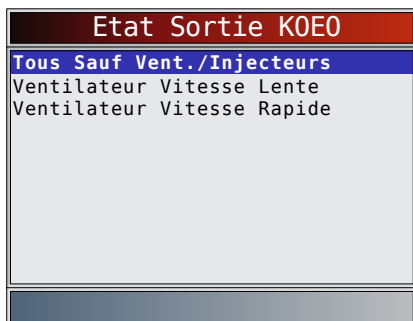 Etat Sortie KOEO
Tous Sauf Vent./Injecteurs
Ventilateur Vitesse Lente
Ventilateur Vitesse Rapide